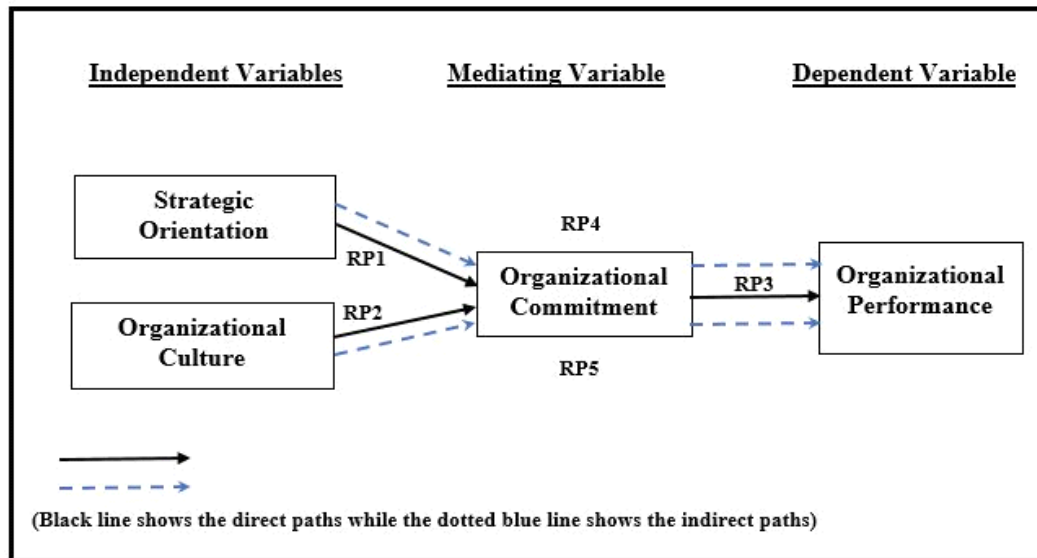 Independent Variables
Mediating Variable
Dependent Variable
Strategic
Orientation
RP1
RP4
Organizational
Commitment
RP3
Organizational
Performance
RP2
Organizational
Culture
RP5
(Black line shows the direct paths while the dotted blue line shows the indirect paths)